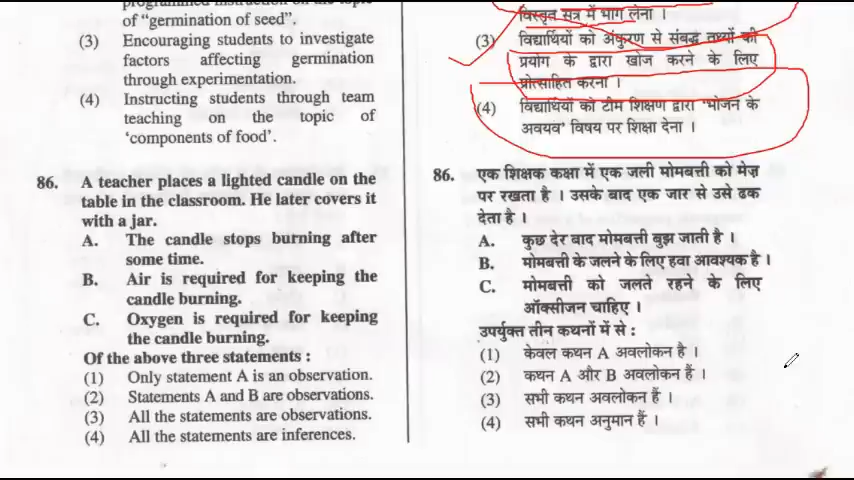 of "germination of seed".
(3) Encouraging students to investigate
factors affecting germination
through experimentation.
(4) Instructing students through team
teaching on the topic of
'components of food'.
86. A teacher places a lighted candle on the
table in the classroom. He later covers it
with a jar.
A. The candle stops burning after
some time.
B. Air is required for keeping the
candle burning.
C. Oxygen is required for keeping
the candle burning.
Of the above three statements :
(1) Only statement A is an observation.
(2) Statements A and B are observations.
(3) All the statements are observations.
(4) All the statements are inferences.
विस्तृत सत्र में भाग लेना ।
(3) विद्यार्थियों को अंकुरण से संबद्ध तथ्यों की
प्रयोग के द्वारा खोज करने के लिए
प्रोत्साहित करना ।
(4) विद्यार्थियों को टीम शिक्षण द्वारा 'भोजन के
अवयव' विषय पर शिक्षा देना ।
86. एक शिक्षक कक्षा में एक जली मोमबत्ती को मेज़
पर रखता है । उसके बाद एक जार से उसे ढक
देता है ।
A. कुछ देर बाद मोमबत्ती बुझ जाती है ।
B. मोमबत्ती के जलने के लिए हवा आवश्यक है ।
C. मोमबत्ती को जलते रहने के लिए
ऑक्सीजन चाहिए ।
उपर्युक्त तीन कथनों में से :
(1) केवल कथन A अवलोकन है ।
(2) कथन A और B अवलोकन हैं ।
(3) सभी कथन अवलोकन हैं ।
(4) सभी कथन अनुमान हैं ।